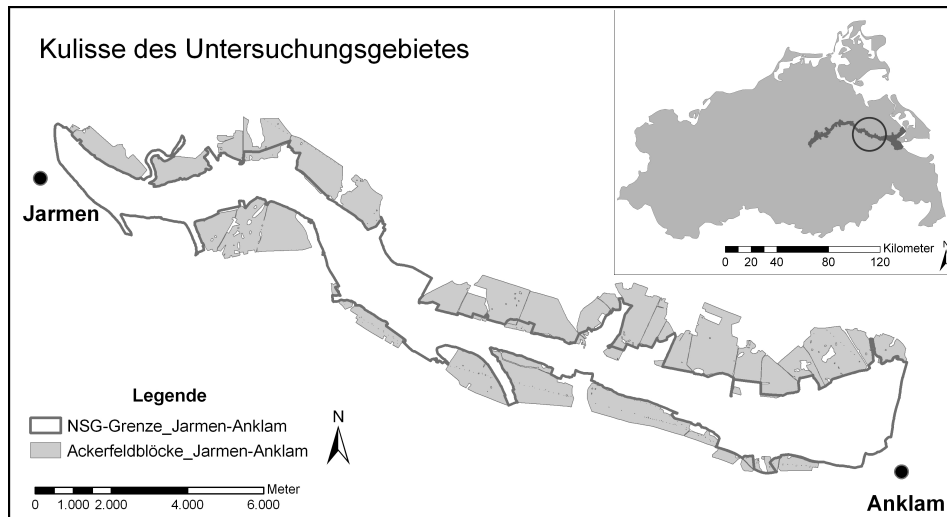 Kulisse des Untersuchungsgebietes
N
Kilometer
0 20 40 80 120
Jarmen
Legende
NSG-Grenze_Jarmen-Anklam
Ackerfeldblöcke_Jarmen-Anklam
N
Meter
0 1.000 2.000 4.000 6.000
Anklam